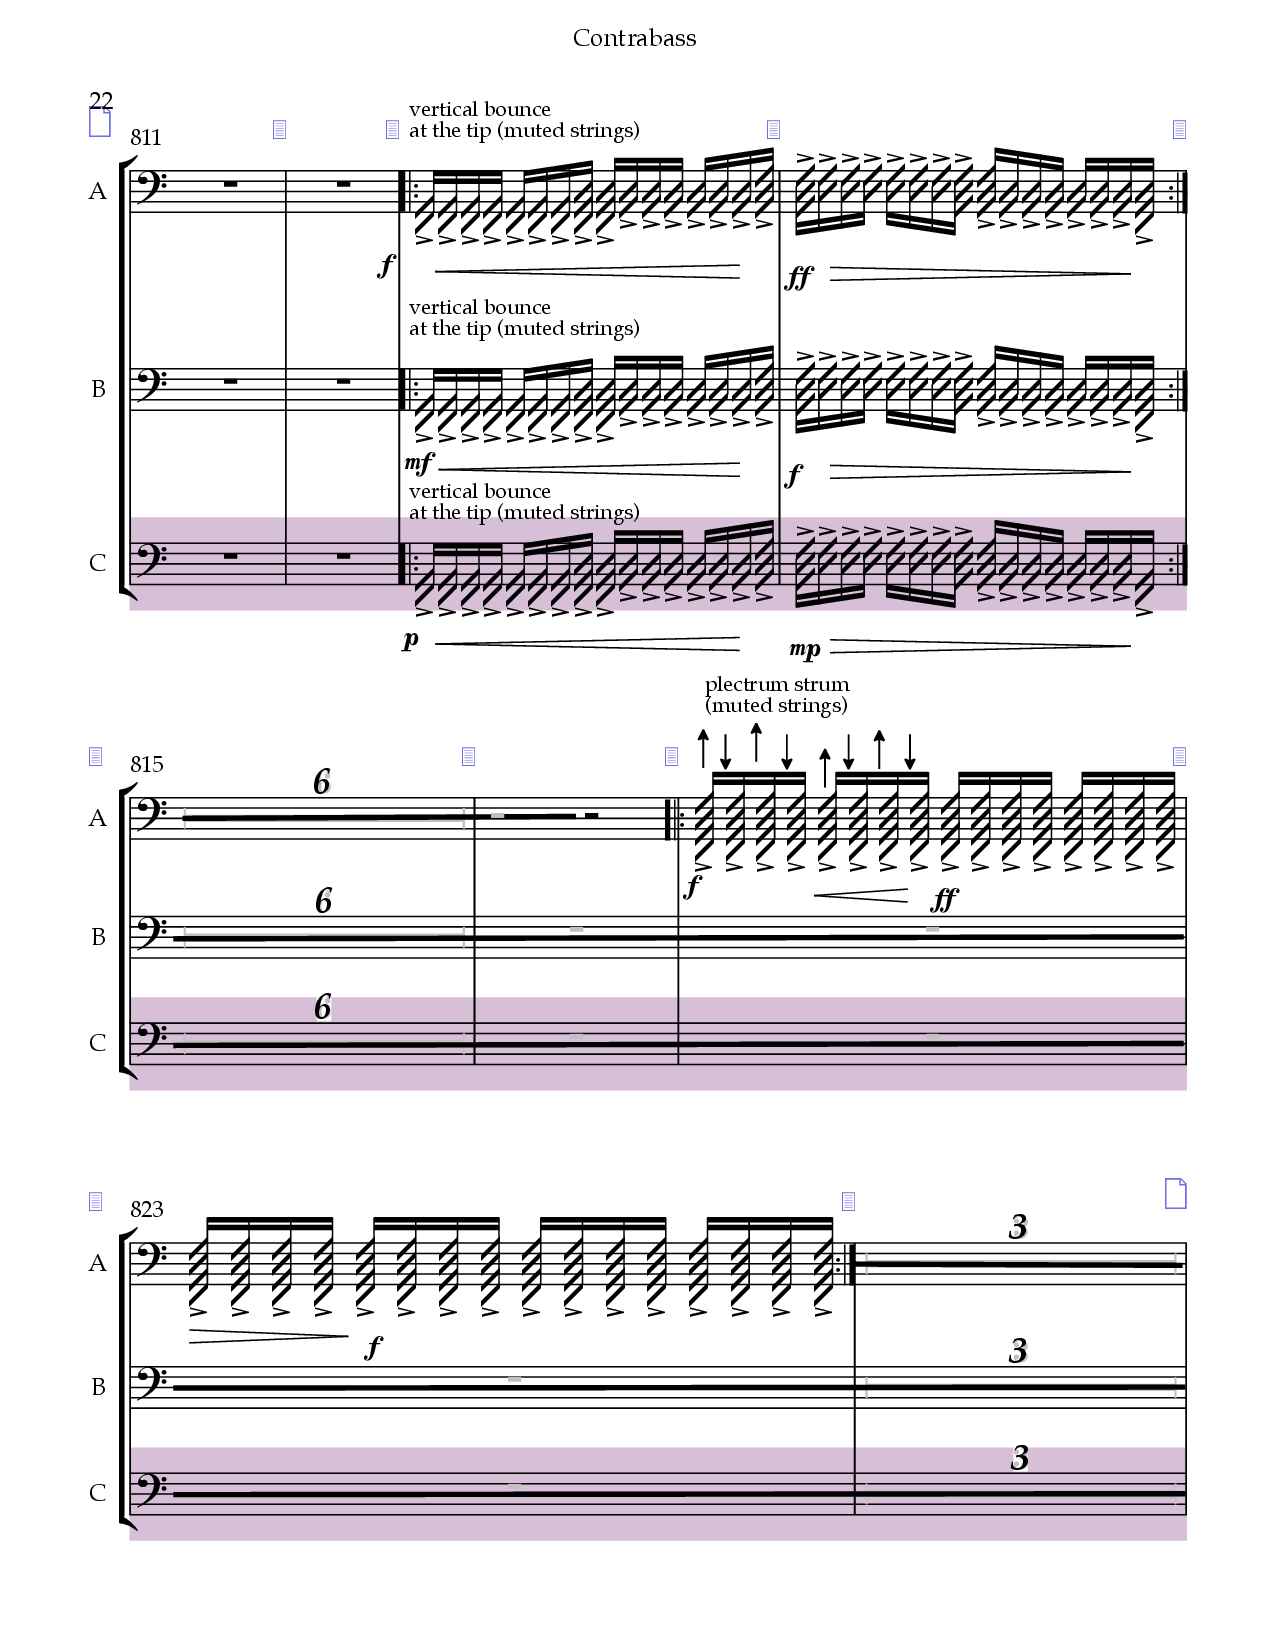 Contrabass
22
811
vertical bounce
at the tip (muted strings)
A
f
ff
vertical bounce
at the tip (muted strings)
B
mf
f
vertical bounce
at the tip (muted strings)
C
p
mp
plectrum strum
(muted strings)
815
6
A
f
ff
6
B
6
C
823
3
A
f
3
B
3
C